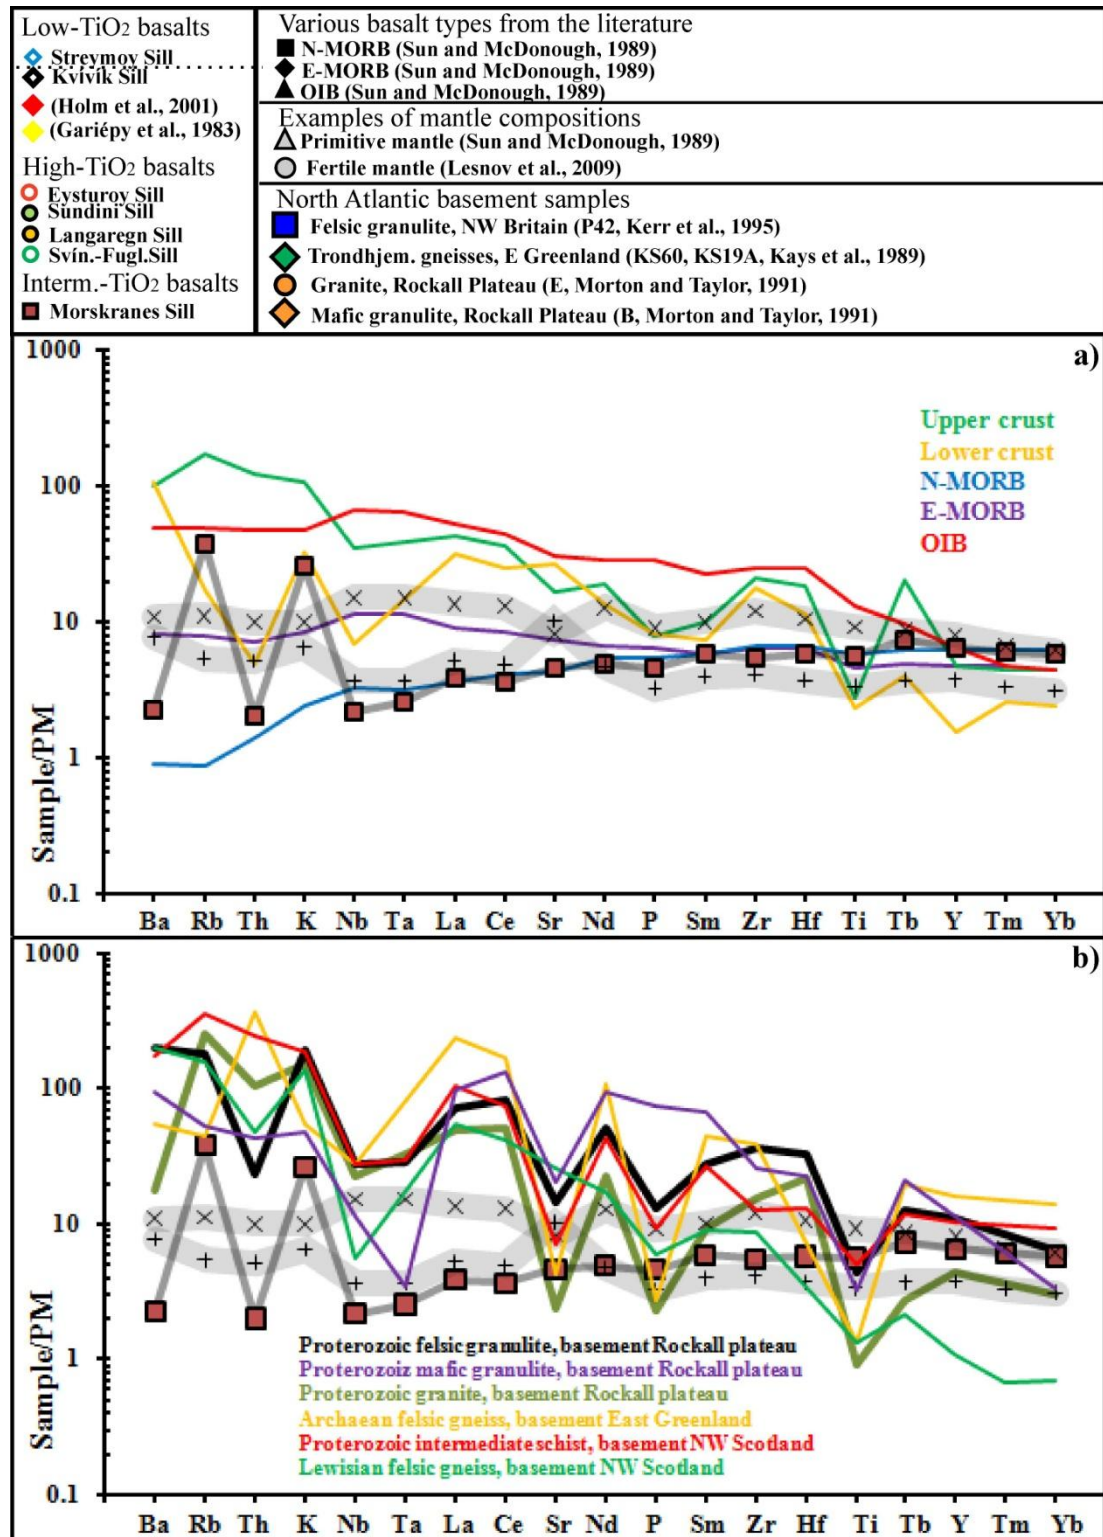 Low-TiO2 basalts
Streymoy Sill
Kvívík Sill
(Holm et al., 2001)
(Gariépy et al., 1983)
High-TiO2 basalts
Eysturoy Sill
Sundini Sill
Langaregn Sill
Svín.-Fugl.Sill
Interm.-TiO2 basalts
Morskranes Sill
Various basalt types from the literature
N-MORB (Sun and McDonough, 1989)
E-MORB (Sun and McDonough, 1989)
OIB (Sun and McDonough, 1989)
Examples of mantle compositions
Primitive mantle (Sun and McDonough, 1989)
Fertile mantle (Lesnov et al., 2009)
North Atlantic basement samples
Felsic granulite, NW Britain (P42, Kerr et al., 1995)
Trondhjem. gneisses, E Greenland (KS60, KS19A, Kays et al., 1989)
Granite, Rockall Plateau (E, Morton and Taylor, 1991)
Mafic granulite, Rockall Plateau (B, Morton and Taylor, 1991)
a)
1000
100
10
1
0.1
Sample/PM
Upper crust
Lower crust
N-MORB
E-MORB
OIB
Ba Rb Th K Nb Ta La Ce Sr Nd P Sm Zr Hf Ti Tb Y Tm Yb
b)
1000
100
10
1
0.1
Sample/PM
Proterozoic felsic granulite, basement Rockall plateau
Proterozoiz mafic granulite, basement Rockall plateau
Proterozoic granite, basement Rockall plateau
Archaean felsic gneiss, basement East Greenland
Proterozoic intermediate schist, basement NW Scotland
Lewisian felsic gneiss, basement NW Scotland
Ba Rb Th K Nb Ta La Ce Sr Nd P Sm Zr Hf Ti Tb Y Tm Yb